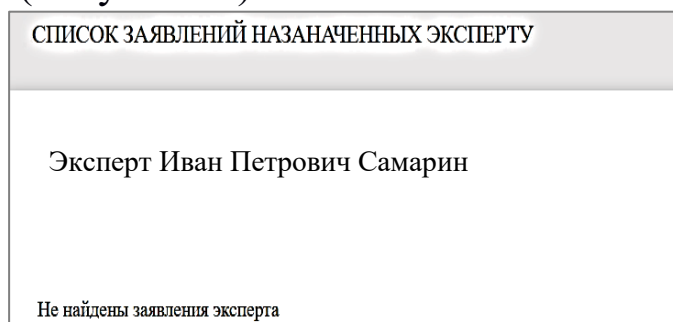 СПИСОК ЗАЯВЛЕНИЙ НАЗАНАЧЕННЫХ ЭКСПЕРТУ
Эксперт Иван Петрович Самарин
Не найдены заявления эксперта